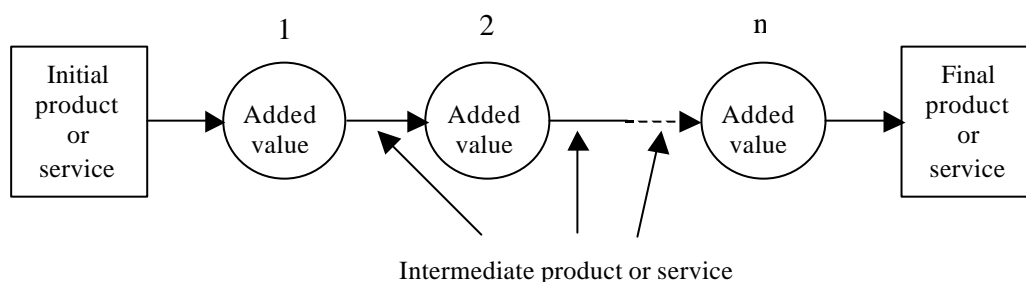 1
2
n
Initial
product
or
service
Added
value
Added
value
Added
value
Final
product
or
service
Intermediate product or service